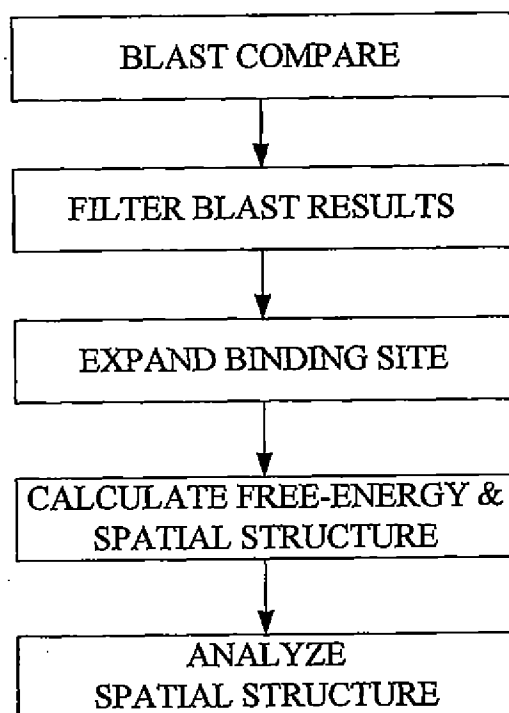 BLAST COMPARE
FILTER BLAST RESULTS
EXPAND BINDING SITE
CALCULATE FREE-ENERGY &
SPATIAL STRUCTURE
ANALYZE
SPATIAL STRUCTURE